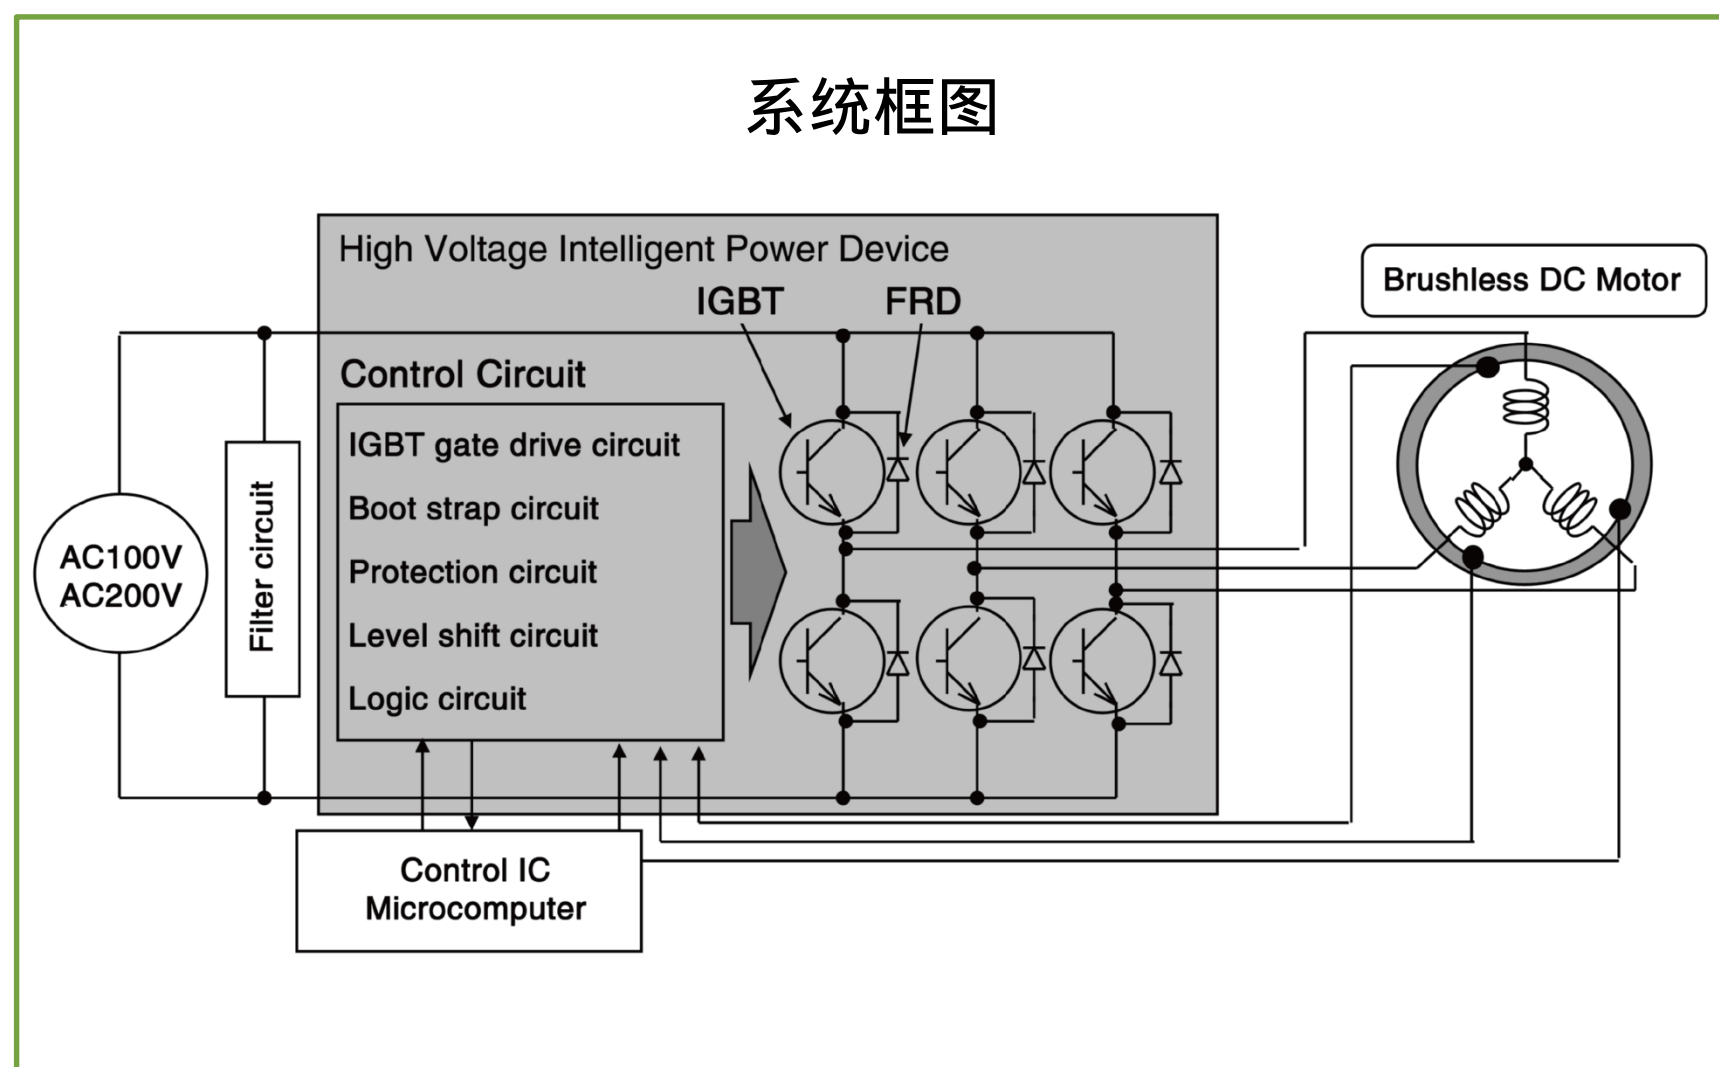 系统框图
High Voltage Intelligent Power Device
IGBT
FRD
Brushless DC Motor
Control Circuit
IGBT gate drive circuit
Boot strap circuit
Protection circuit
Level shift circuit
Logic circuit
Filter circuit
AC100V
AC200V
Control IC
Microcomputer